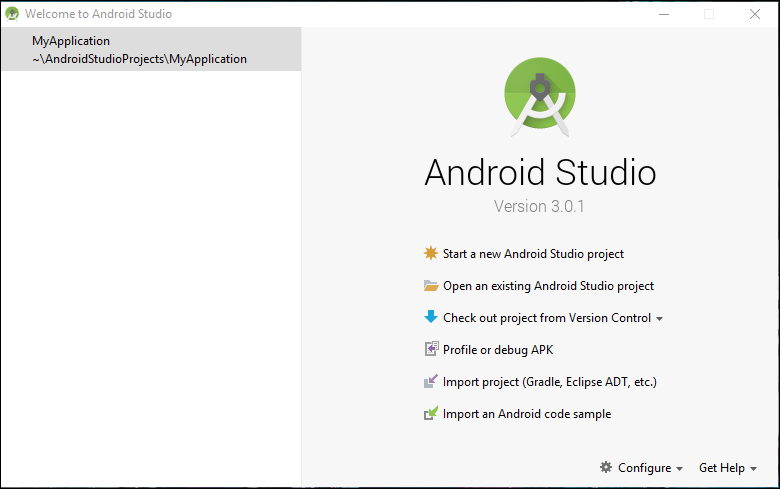 Welcome to Android Studio
MyApplication
~\AndroidStudioProjects\MyApplication
Android Studio
Version 3.0.1
Start a new Android Studio project
Open an existing Android Studio project
Check out project from Version Control
Profile or debug APK
Import project (Gradle, Eclipse ADT, etc.)
Import an Android code sample
Configure Get Help